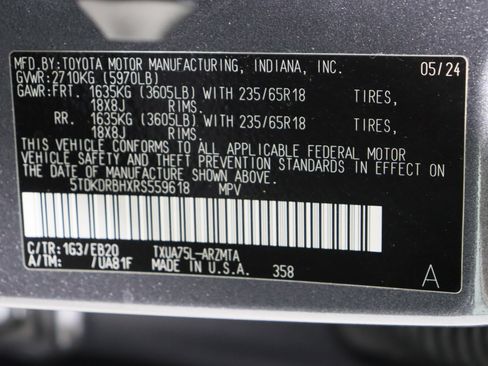 MFD.BY:TOYOTA MOTOR MANUFACTURING, INDIANA, INC. 05/24
GVWR:2710KG (5970LB)
GAWR:FRT. 1635KG (3605LB) WITH 235/65R18 TIRES,
18X8J RIMS.
RR. 1635KG (3605LB) WITH 235/65R18 TIRES,
18X8J RIMS.
THIS VEHICLE CONFORMS TO ALL APPLICABLE FEDERAL MOTOR
VEHICLE SAFETY AND THEFT PREVENTION STANDARDS IN EFFECT ON
THE DATE OF MANUFACTURE SHOWN ABOVE.
5TDKDRBHXRS559618 MPV
C/TR:1G3/EB20 TXUA75L-ARZMTA
A/TM: /UA81F MADE IN U.S.A. 358 A